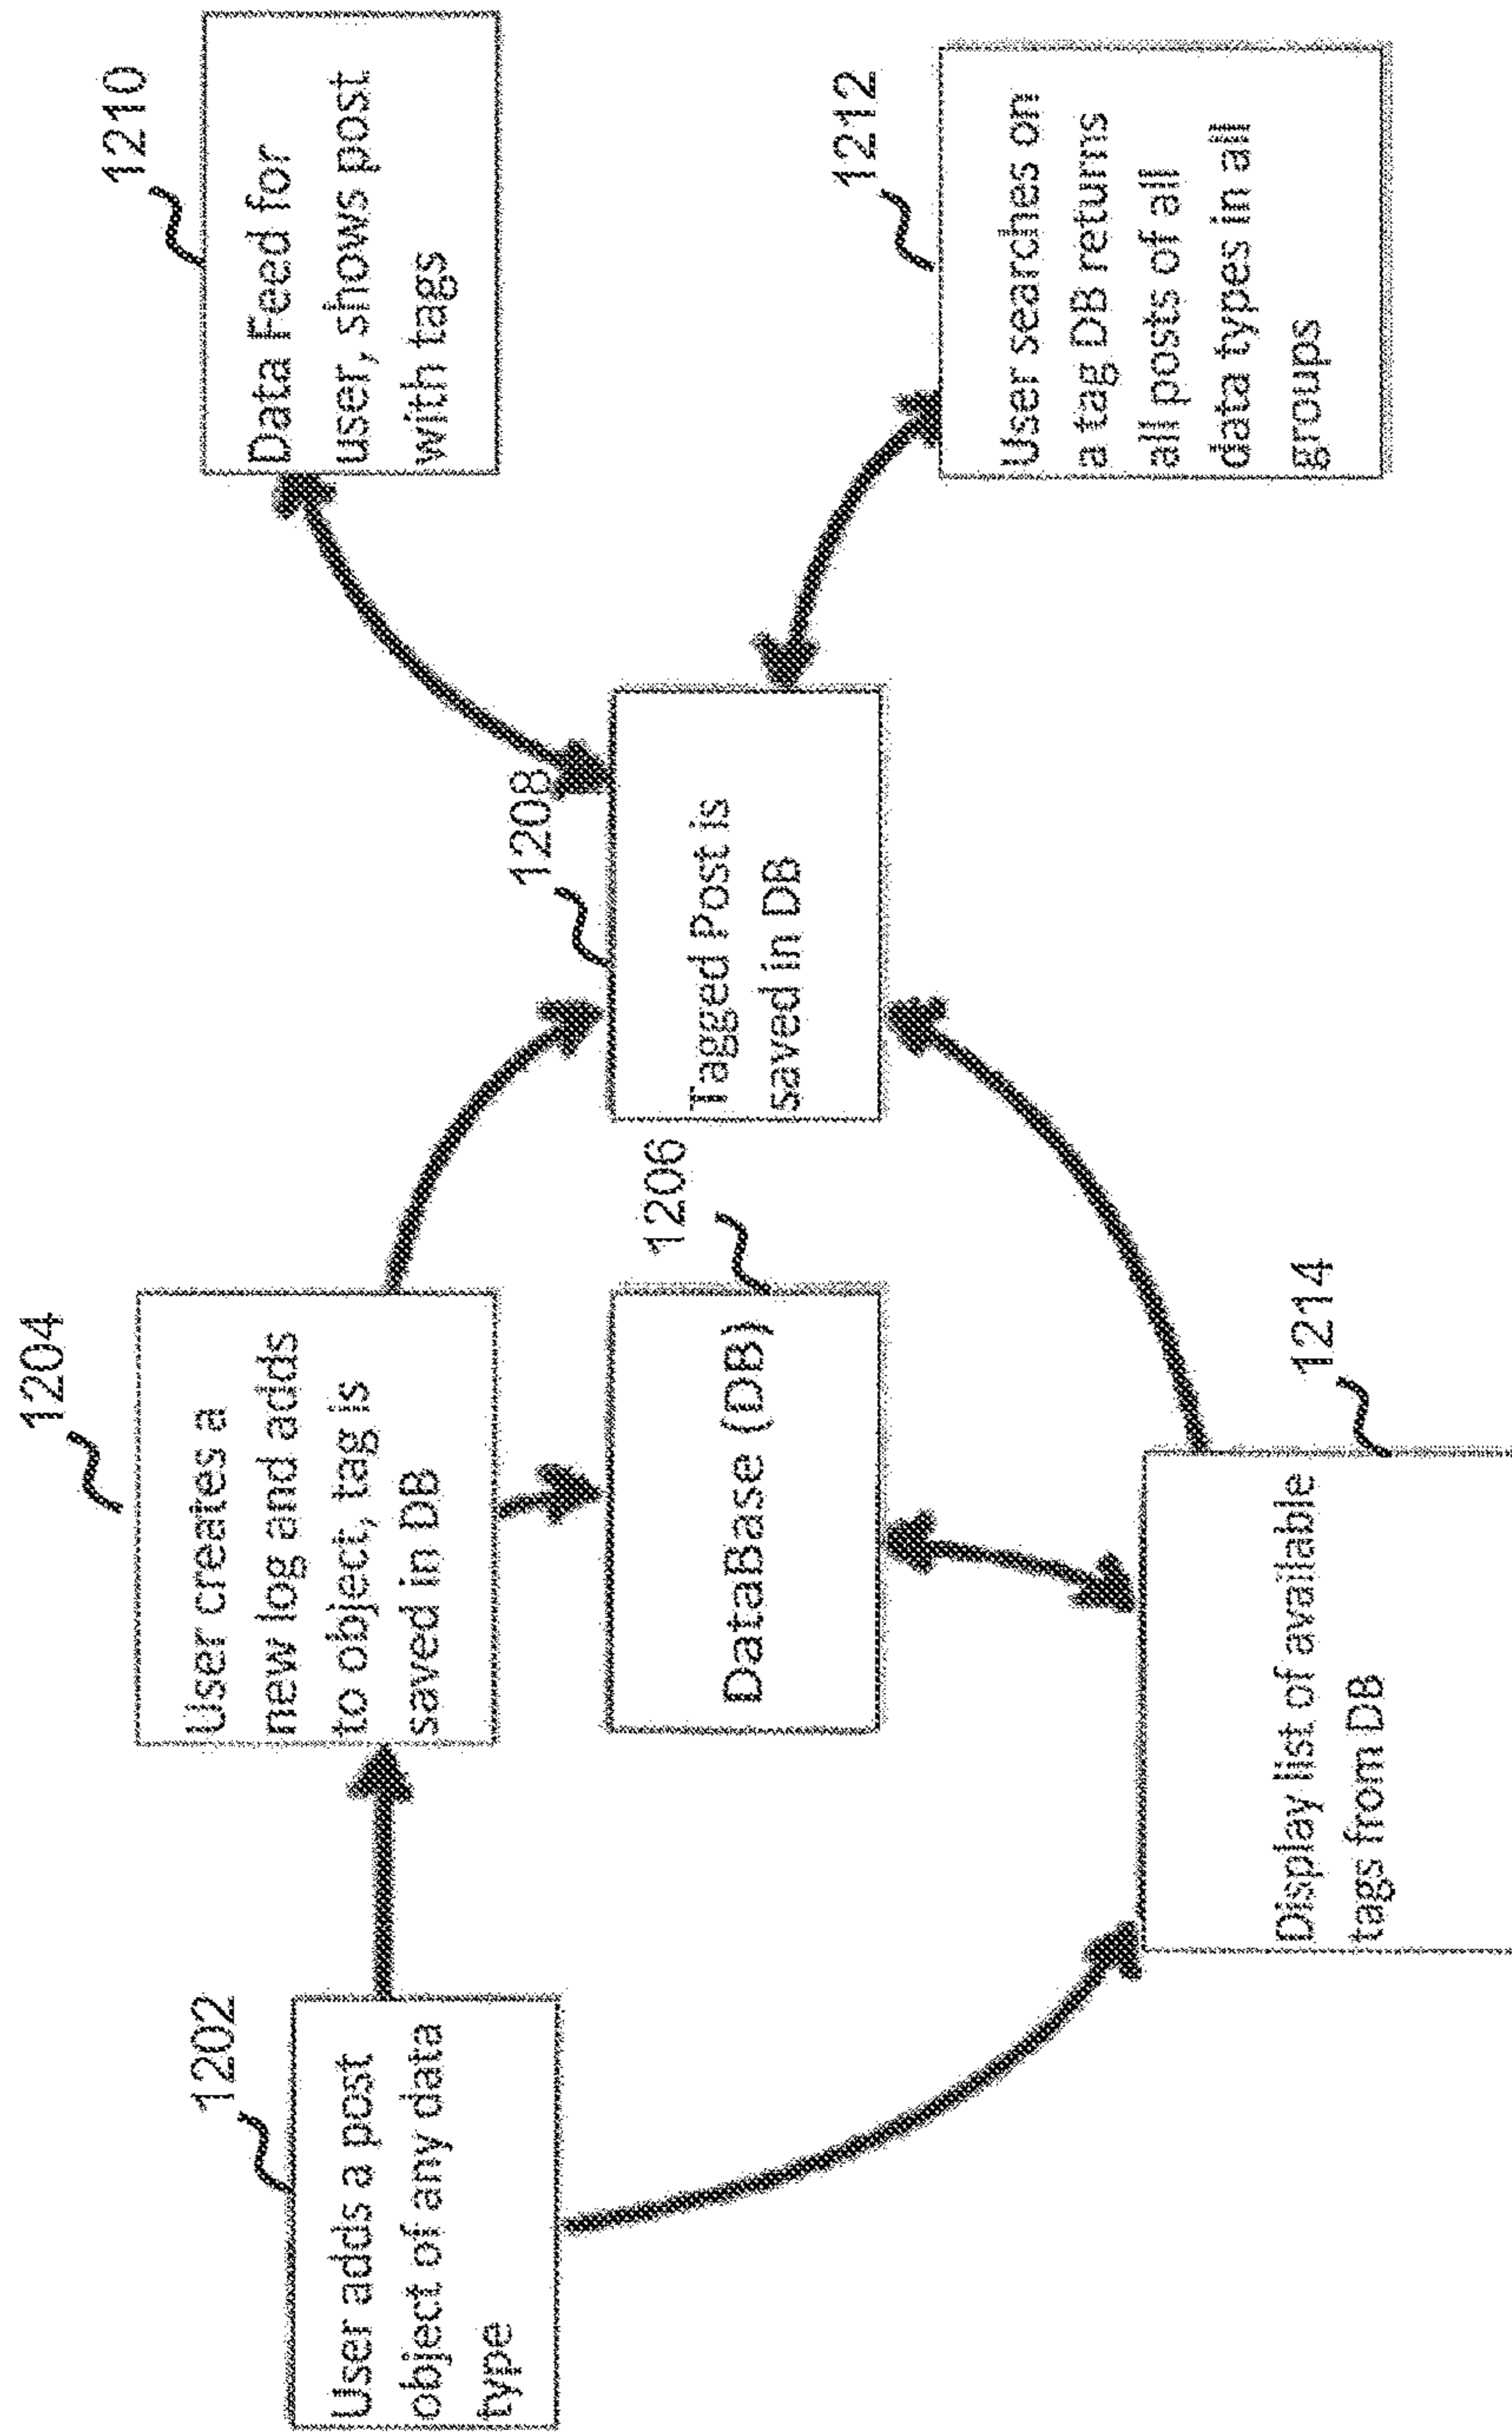 1202
User adds a post
object of any data
type
1204
User creates a
new log and adds
to object, tag is
saved in DB
1206
DataBase (DB)
1214
Display list of available
tags from DB
1208
Tagged Post is
saved in DB
1210
Data Feed for
user, shows post
with tags
1212
User searches on
a tag DB returns
all posts of all
data types in all
groups